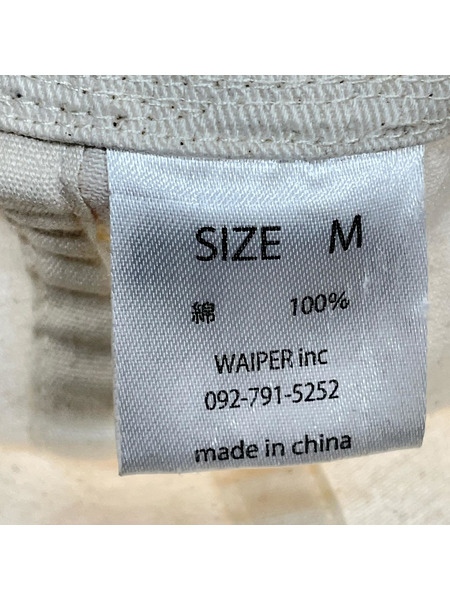 SIZE M
綿 100%
WAIPER inc
092-791-5252
made in china